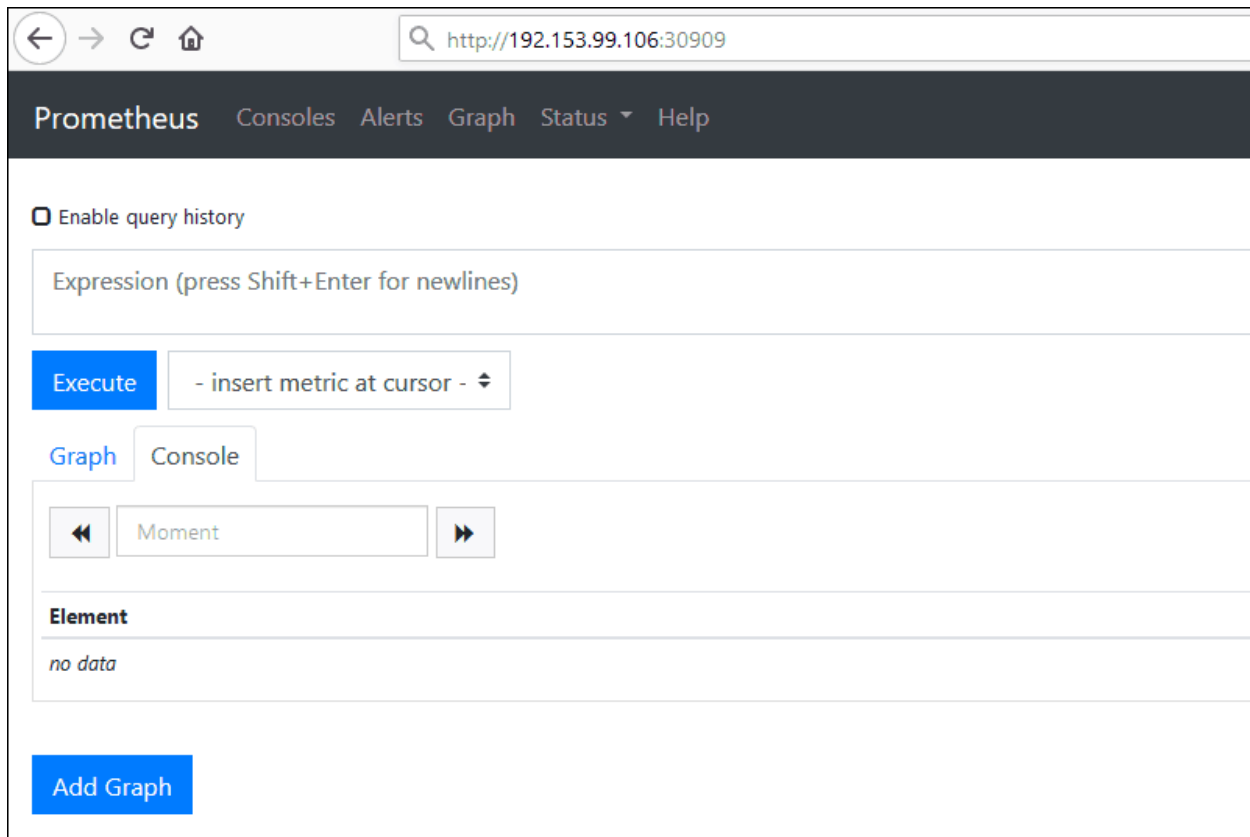 http://192.153.99.106:30909
Prometheus Consoles Alerts Graph Status Help
Enable query history
Expression (press Shift+Enter for newlines)
Execute - insert metric at cursor -
Graph Console
Moment
Element
no data
Add Graph